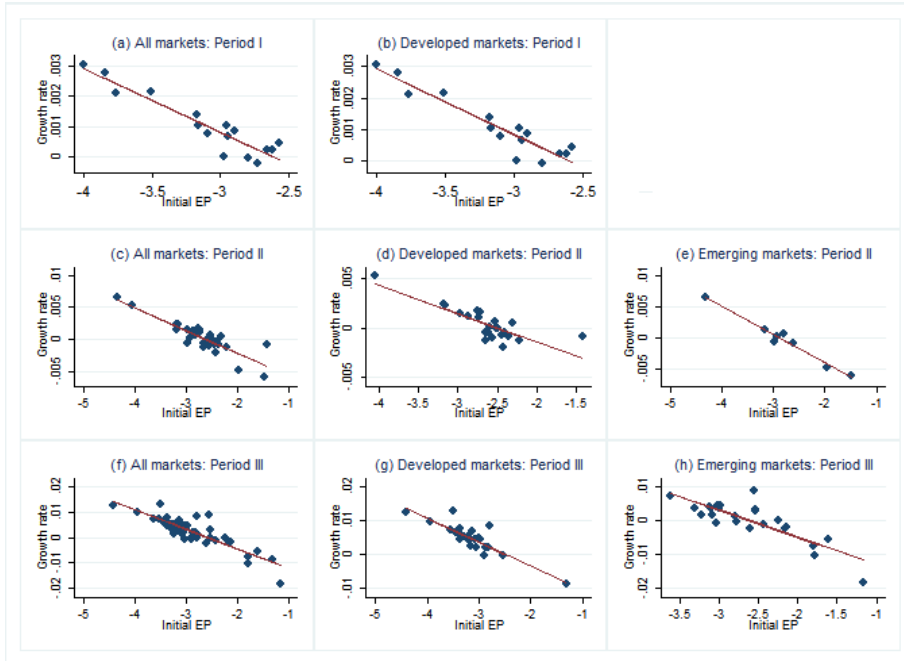 (a) All markets: Period I
Growth rate
0 .001 .002 .003
-4 -3.5 -3 -2.5
Initial EP
(b) Developed markets: Period I
Growth rate
0 .001 .002 .003
-4 -3.5 -3 -2.5
Initial EP
(c) All markets: Period II
Growth rate
-.005 0 .005 .01
-5 -4 -3 -2 -1
Initial EP
(d) Developed markets: Period II
Growth rate
-.005 0 .005
-4 -3.5 -3 -2.5 -2 -1.5
Initial EP
(e) Emerging markets: Period II
Growth rate
-.005 0 .005 .01
-5 -4 -3 -2 -1
Initial EP
(f) All markets: Period III
Growth rate
-.02 -.01 0 .01 .02
-5 -4 -3 -2 -1
Initial EP
(g) Developed markets: Period III
Growth rate
-.01 0 .01 .02
-5 -4 -3 -2 -1
Initial EP
(h) Emerging markets: Period III
Growth rate
-.02 -.01 0 .01
-3.5 -3 -2.5 -2 -1.5 -1
Initial EP